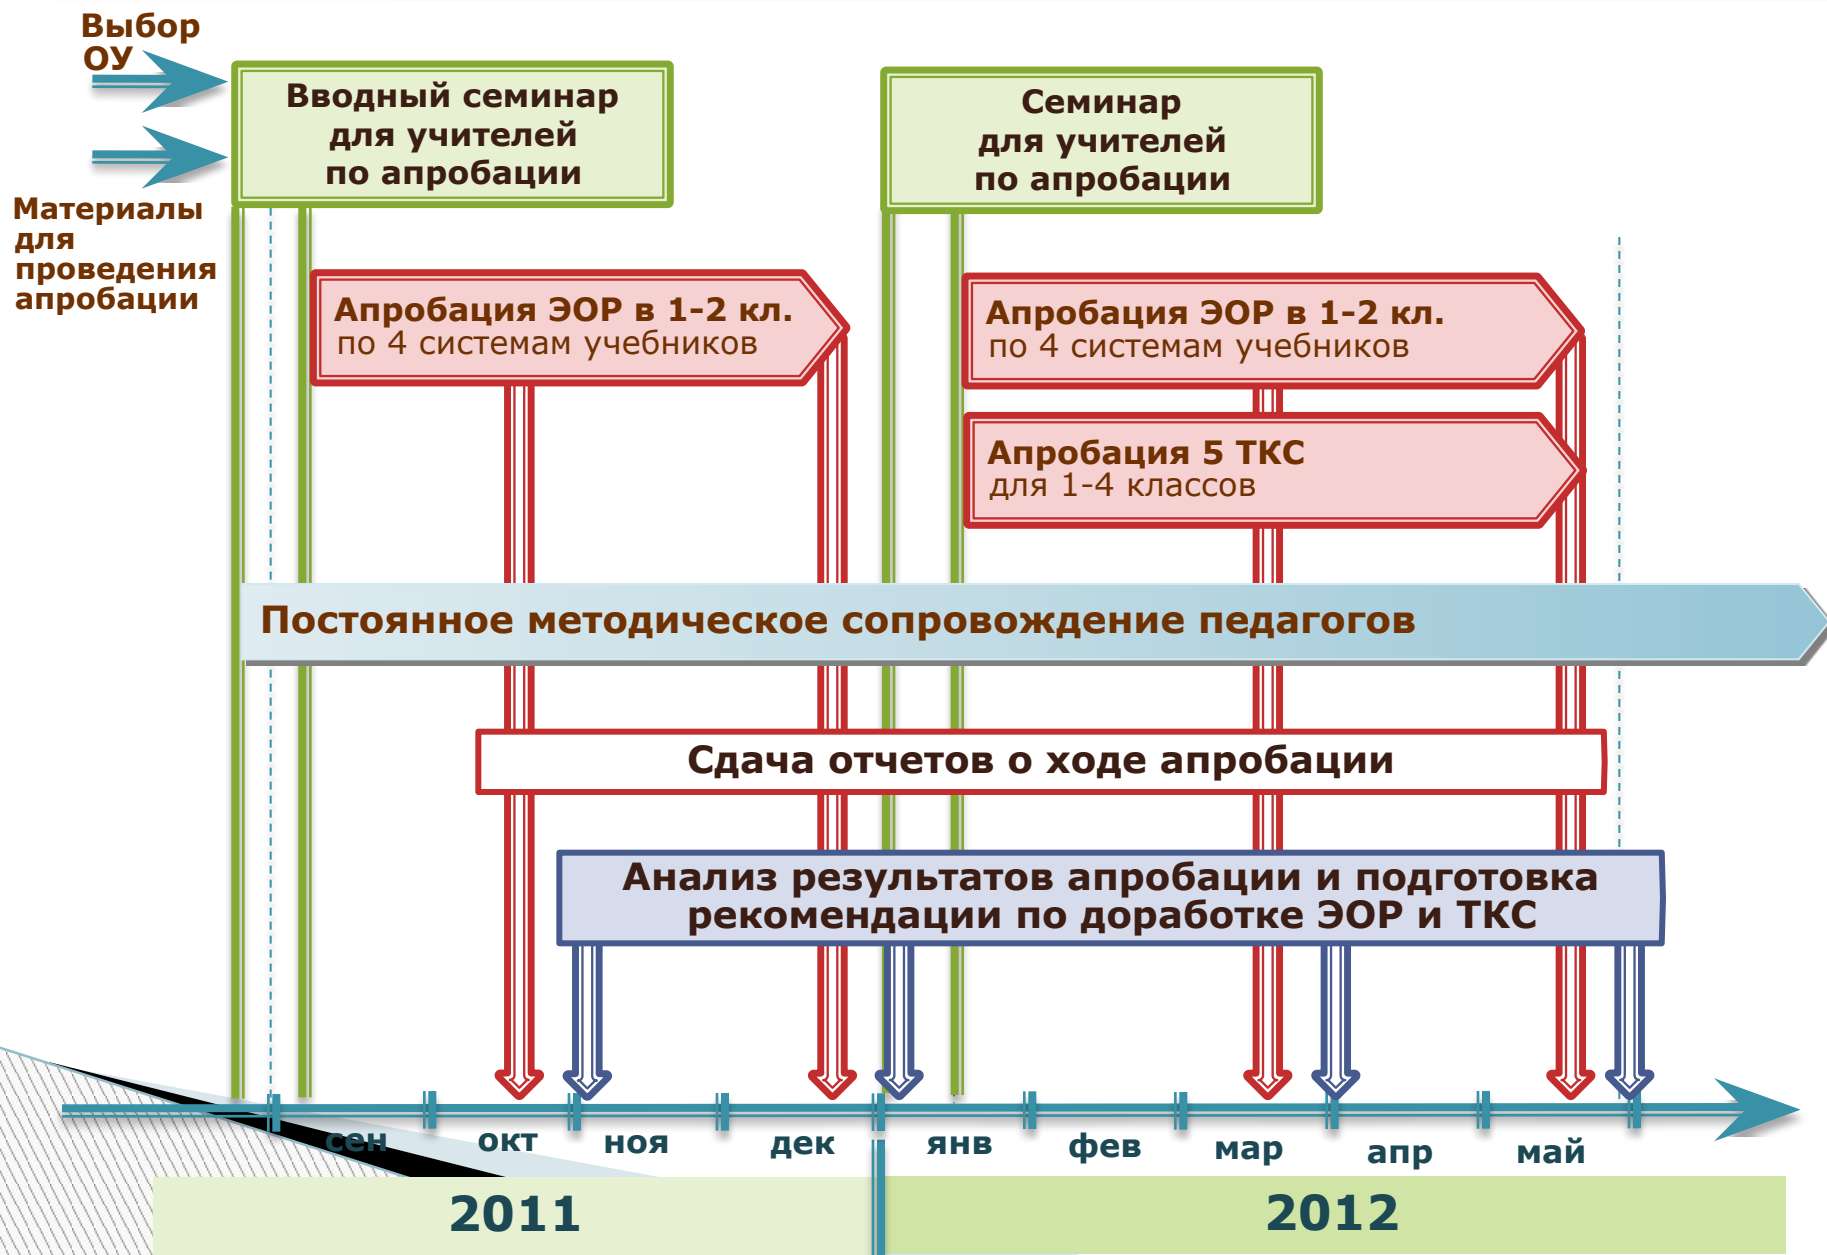 Выбор
ОУ
Вводный семинар
для учителей
по апробации
Семинар
для учителей
по апробации
Материалы
для
проведения
апробации
Апробация ЭОР в 1-2 кл.
по 4 системам учебников
Апробация ЭОР в 1-2 кл.
по 4 системам учебников
Апробация 5 ТКС
для 1-4 классов
Постоянное методическое сопровождение педагогов
Сдача отчетов о ходе апробации
Анализ результатов апробации и подготовка
рекомендации по доработке ЭОР и ТКС
сен
окт
ноя
дек
янв
фев
мар
апр
май
2011
2012